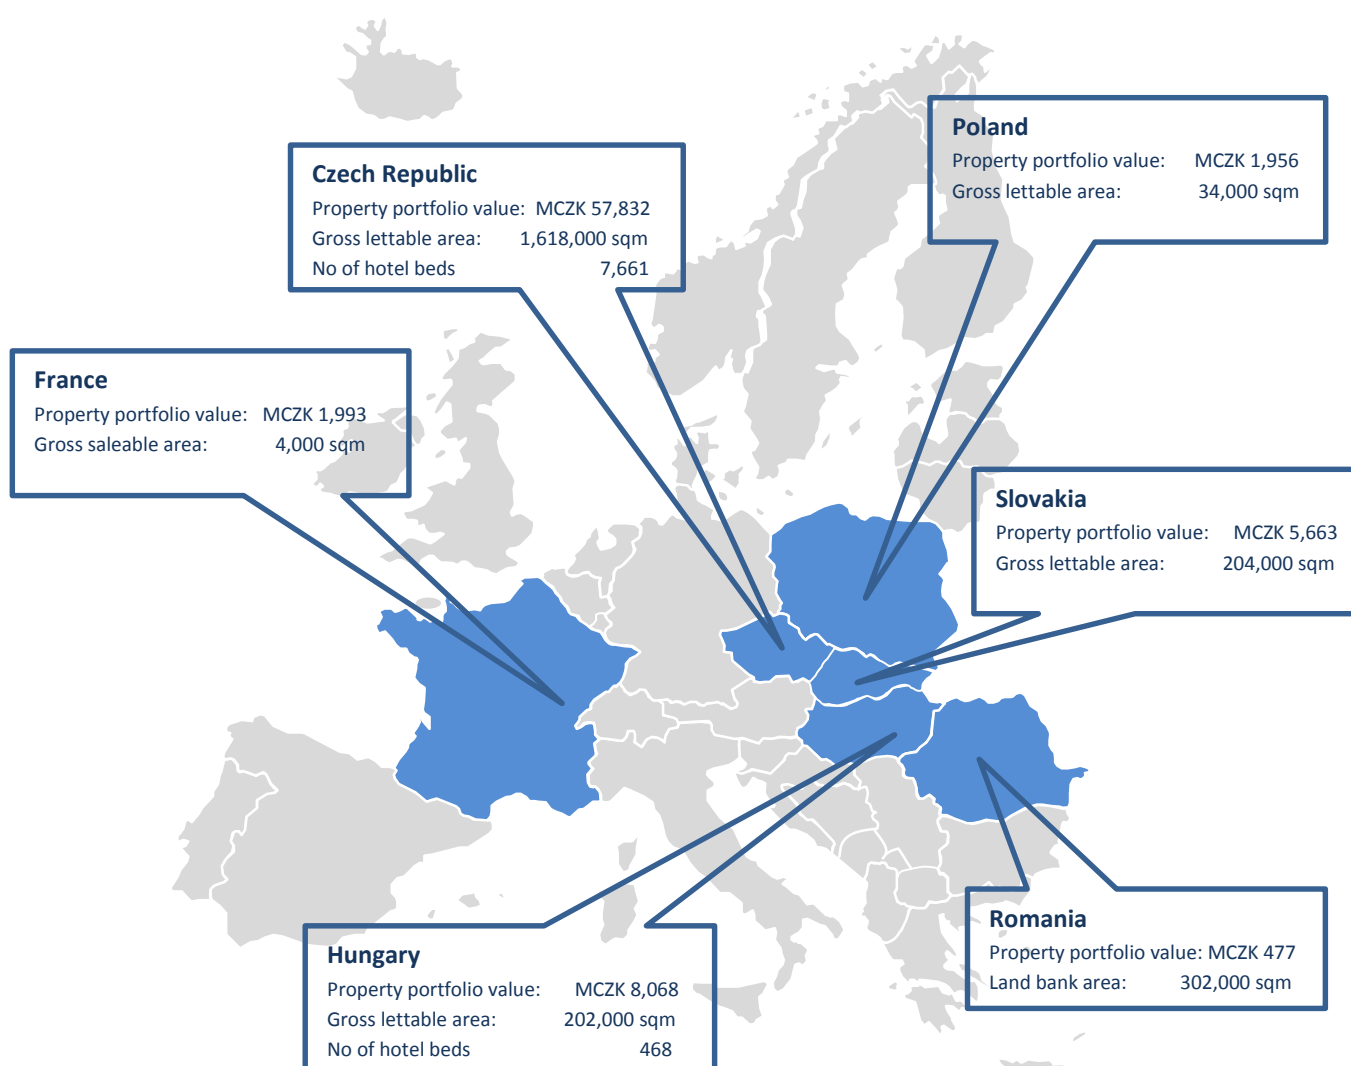 Poland
Property portfolio value: MCZK 1,956
Gross lettable area: 34,000 sqm
Czech Republic
Property portfolio value: MCZK 57,832
Gross lettable area: 1,618,000 sqm
No of hotel beds 7,661
France
Property portfolio value: MCZK 1,993
Gross saleable area: 4,000 sqm
Slovakia
Property portfolio value: MCZK 5,663
Gross lettable area: 204,000 sqm
Romania
Property portfolio value: MCZK 477
Land bank area: 302,000 sqm
Hungary
Property portfolio value: MCZK 8,068
Gross lettable area: 202,000 sqm
No of hotel beds 468